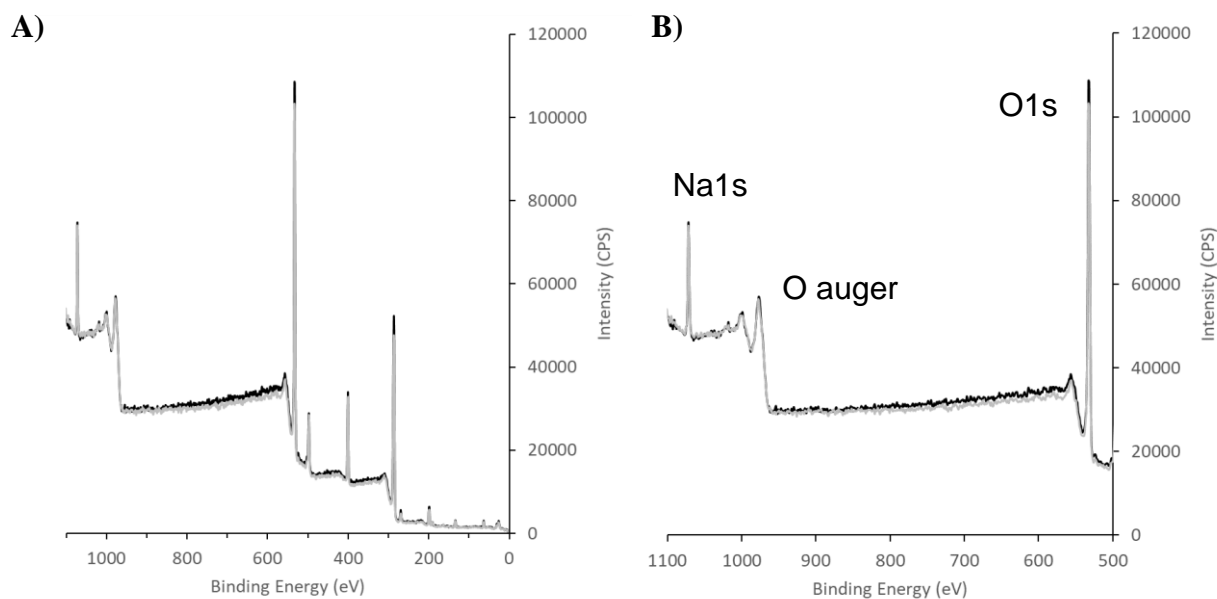 A)
120000
100000
80000
60000
40000
20000
0
Intensity (CPS)
1000 800 600 400 200 0
Binding Energy (eV)
B)
O1s
Na1s
O auger
120000
100000
80000
60000
40000
20000
0
Intensity (CPS)
1100 1000 900 800 700 600 500
Binding Energy (eV)